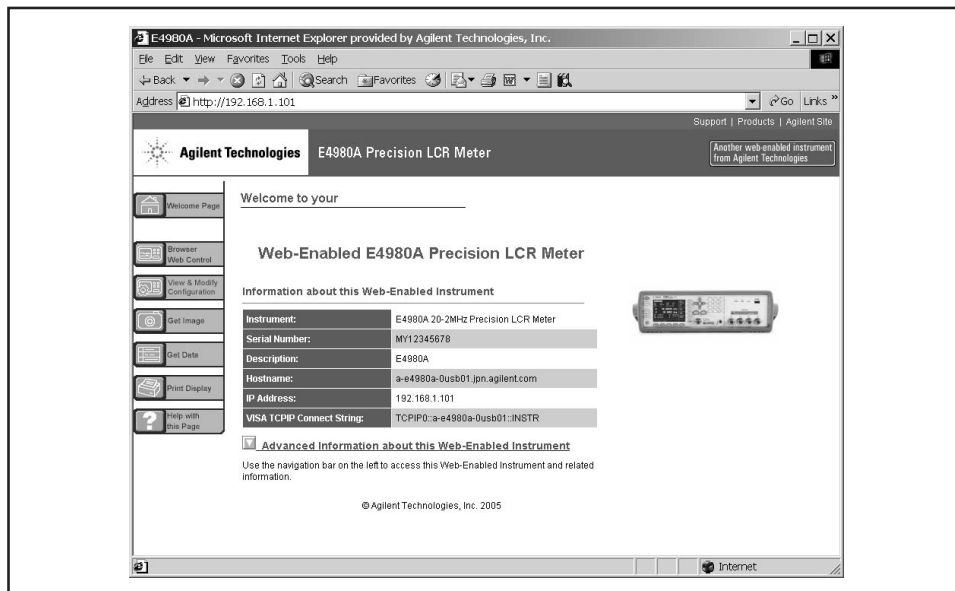 E4980A - Microsoft Internet Explorer provided by Agilent Technologies, Inc.
File Edit View Favorites Tools Help
Back Search Favorites
Address http://192.168.1.101 Go Links »
Support | Products | Agilent Site
Agilent Technologies E4980A Precision LCR Meter
Another web-enabled instrument
from Agilent Technologies
Welcome Page
Welcome to your
Browser
Web Control
Web-Enabled E4980A Precision LCR Meter
View & Modify
Configuration
Information about this Web-Enabled Instrument
Get Image
Instrument: E4980A 20-2MHz Precision LCR Meter
Serial Number: MY12345678
Get Data
Description: E4980A
Hostname: a-e4980a-0usb01.jpn.agilent.com
Print Display
IP Address: 192.168.1.101
Help with
this Page
VISA TCPIP Connect String: TCPIP0::a-e4980a-0usb01::INSTR
Advanced Information about this Web-Enabled Instrument
Use the navigation bar on the left to access this Web-Enabled Instrument and related
information.
© Agilent Technologies, Inc. 2005
Internet